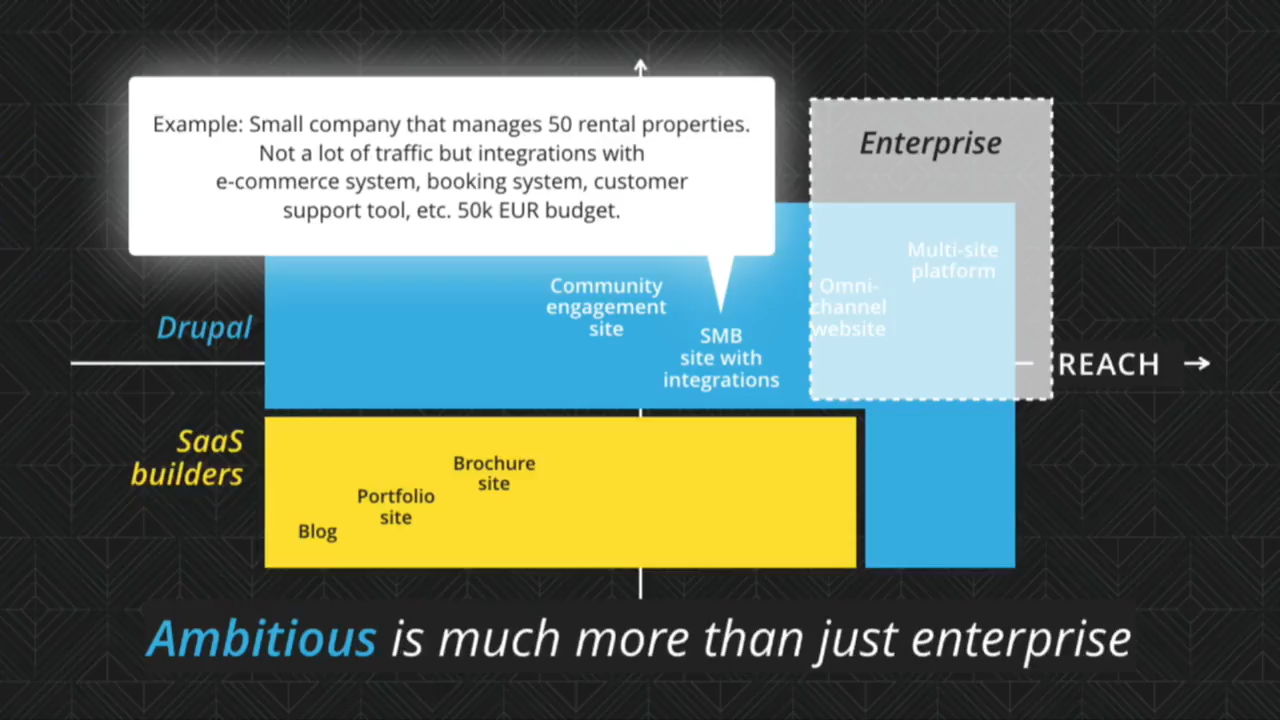 Example: Small company that manages 50 rental properties.
Not a lot of traffic but integrations with
e-commerce system, booking system, customer
support tool, etc. 50k EUR budget.
Enterprise
Multi-site
platform
Community
engagement
site
Omni-
channel
website
Drupal
SMB
site with
integrations
REACH
SaaS
builders
Brochure
site
Portfolio
site
Blog
Ambitious is much more than just enterprise